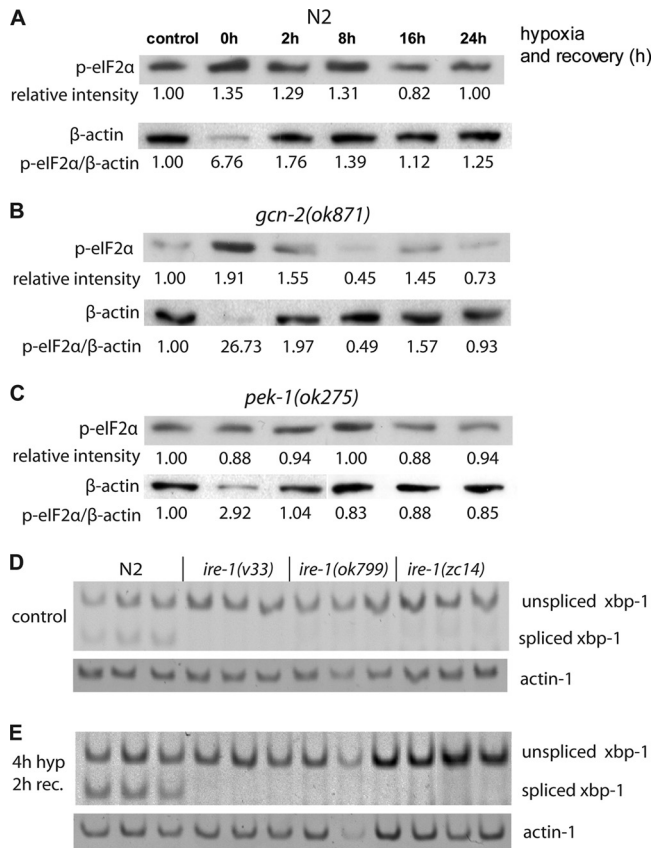 A
N2
control 0h 2h 8h 16h 24h
hypoxia
and recovery (h)
p-eIF2α
relative intensity 1.00 1.35 1.29 1.31 0.82 1.00
β-actin
p-eIF2α/β-actin 1.00 6.76 1.76 1.39 1.12 1.25
B
gcn-2(ok871)
p-eIF2α
relative intensity 1.00 1.91 1.55 0.45 1.45 0.73
β-actin
p-eIF2α/β-actin 1.00 26.73 1.97 0.49 1.57 0.93
C
pek-1(ok275)
p-eIF2α
relative intensity 1.00 0.88 0.94 1.00 0.88 0.94
β-actin
p-eIF2α/β-actin 1.00 2.92 1.04 0.83 0.88 0.85
D
N2 ire-1(v33) ire-1(ok799) ire-1(zc14)
control
unspliced xbp-1
spliced xbp-1
actin-1
E
4h hyp
2h rec.
unspliced xbp-1
spliced xbp-1
actin-1